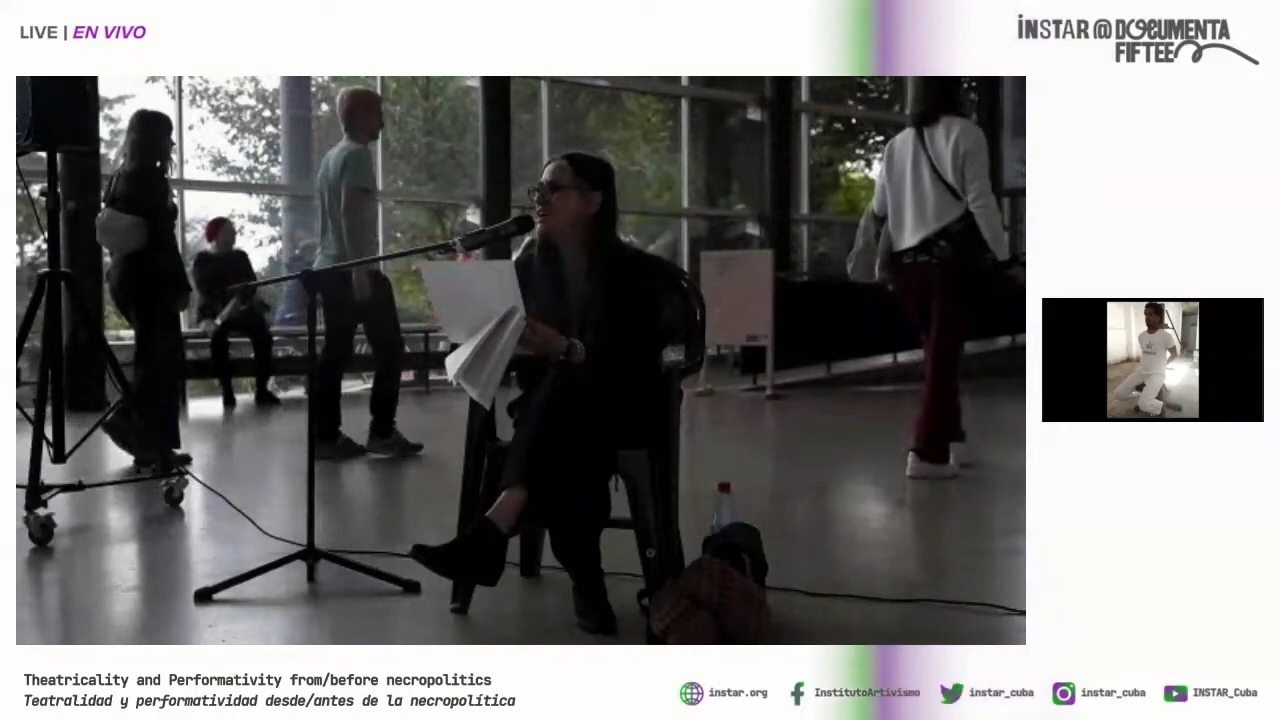 LIVE | EN VIVO
INSTAR @ DOCUMENTA
FIFTEEN
Theatricality and Performativity from/before necropolitics
Teatralidad y performatividad desde/antes de la necropolítica
instar.org
InstitutoArtivismo
instar_cuba
instar_cuba
INSTAR_Cuba